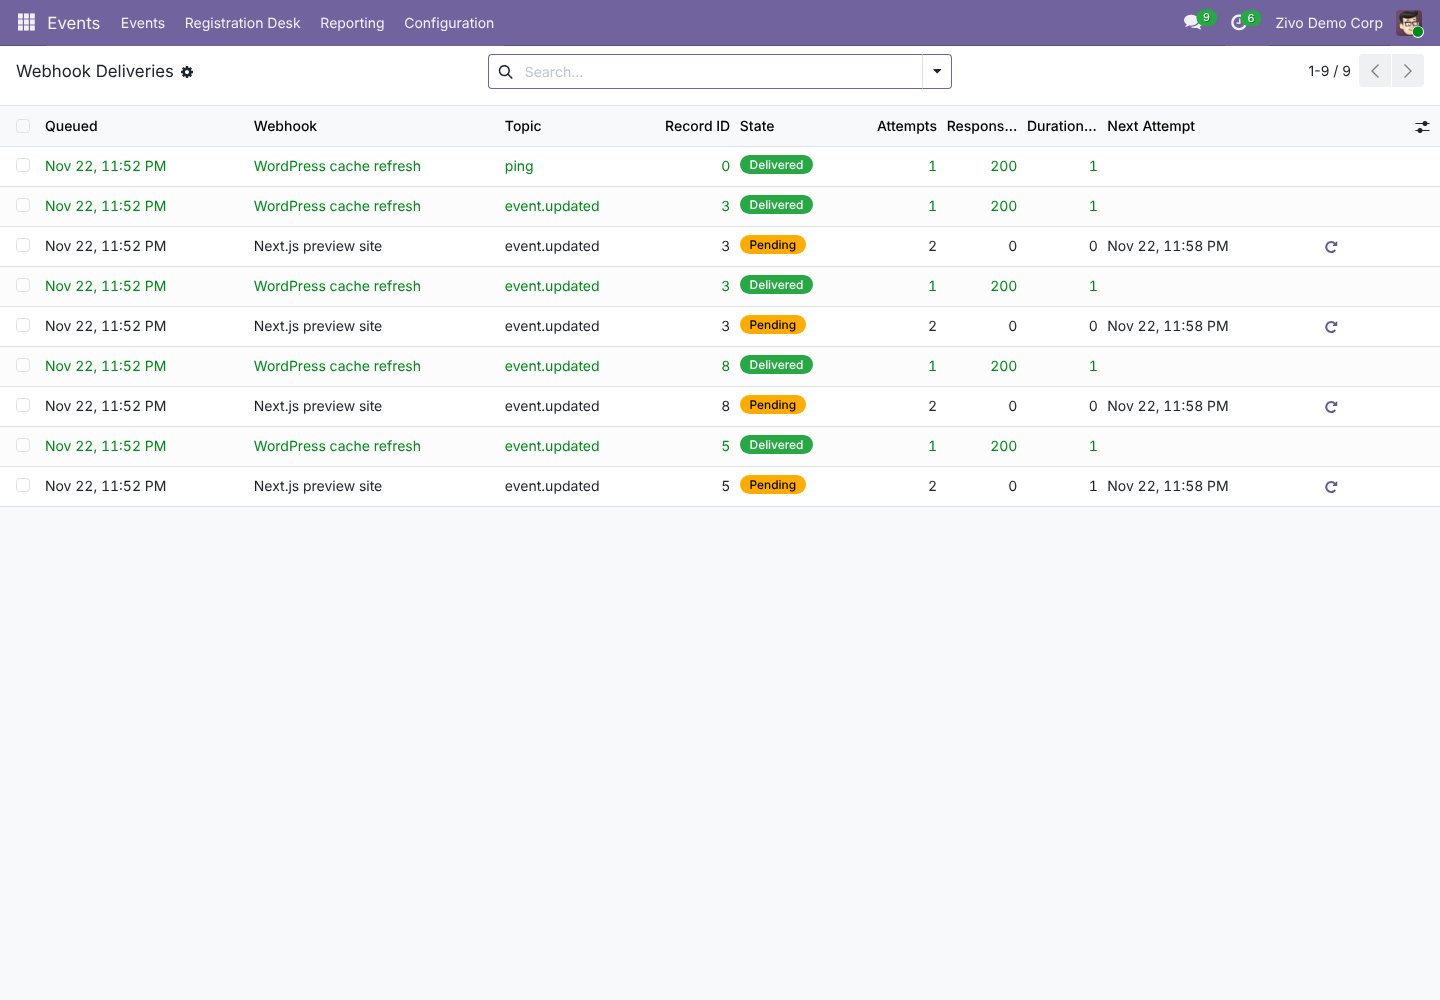 Events Events Registration Desk Reporting Configuration 9 6 Zivo Demo Corp
Webhook Deliveries Search... 1-9 / 9
Queued Webhook Topic Record ID State Attempts Respons... Duration... Next Attempt
Nov 22, 11:52 PM WordPress cache refresh ping 0 Delivered 1 200 1
Nov 22, 11:52 PM WordPress cache refresh event.updated 3 Delivered 1 200 1
Nov 22, 11:52 PM Next.js preview site event.updated 3 Pending 2 0 0 Nov 22, 11:58 PM
Nov 22, 11:52 PM WordPress cache refresh event.updated 3 Delivered 1 200 1
Nov 22, 11:52 PM Next.js preview site event.updated 3 Pending 2 0 0 Nov 22, 11:58 PM
Nov 22, 11:52 PM WordPress cache refresh event.updated 8 Delivered 1 200 1
Nov 22, 11:52 PM Next.js preview site event.updated 8 Pending 2 0 0 Nov 22, 11:58 PM
Nov 22, 11:52 PM WordPress cache refresh event.updated 5 Delivered 1 200 1
Nov 22, 11:52 PM Next.js preview site event.updated 5 Pending 2 0 1 Nov 22, 11:58 PM